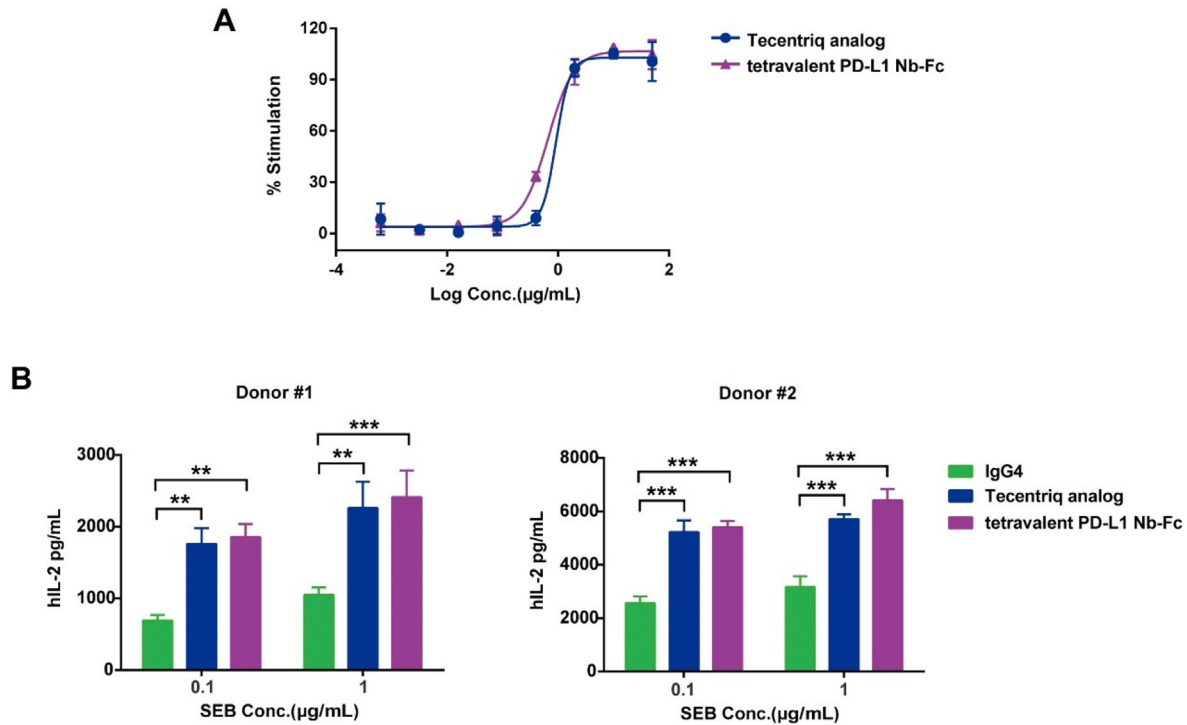 A
120
90
60
30
0
% Stimulation
-4 -2 0 2
Log Conc.(µg/mL)
Tecentriq analog
tetravalent PD-L1 Nb-Fc
B
Donor #1
3000
2000
1000
0
hIL-2 pg/mL
**
**
***
**
0.1 1
SEB Conc.(µg/mL)
Donor #2
8000
6000
4000
2000
0
hIL-2 pg/mL
***
***
***
***
0.1 1
SEB Conc.(µg/mL)
IgG4
Tecentriq analog
tetravalent PD-L1 Nb-Fc